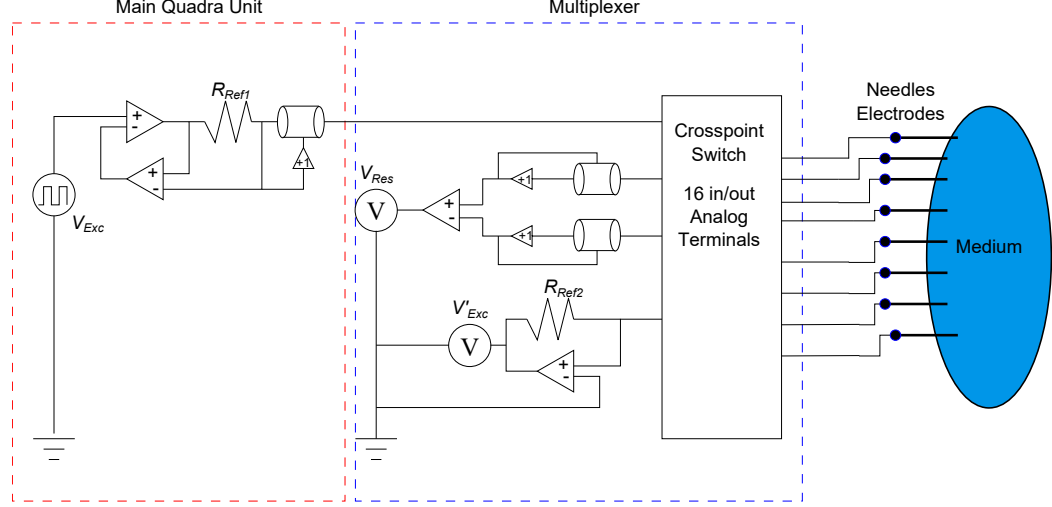 Main Quadra Unit
Multiplexer
R_Ref1
+
-
+1
+
-
V_Exc
V_Res
V
+
-
+1
+1
R_Ref2
V'_Exc
V
+
-
Crosspoint
Switch
16 in/out
Analog
Terminals
Needles
Electrodes
Medium